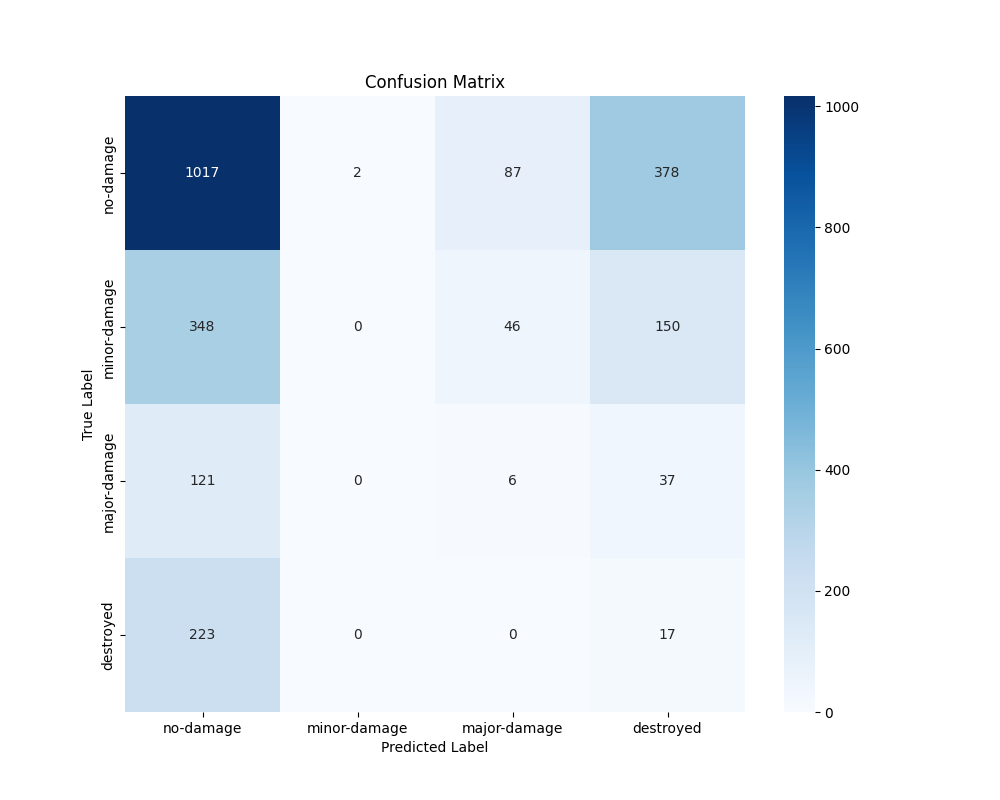 Confusion Matrix
True Label
no-damage
1017 2 87 378
minor-damage
348 0 46 150
major-damage
121 0 6 37
destroyed
223 0 0 17
no-damage minor-damage major-damage destroyed
Predicted Label
1000
800
600
400
200
0